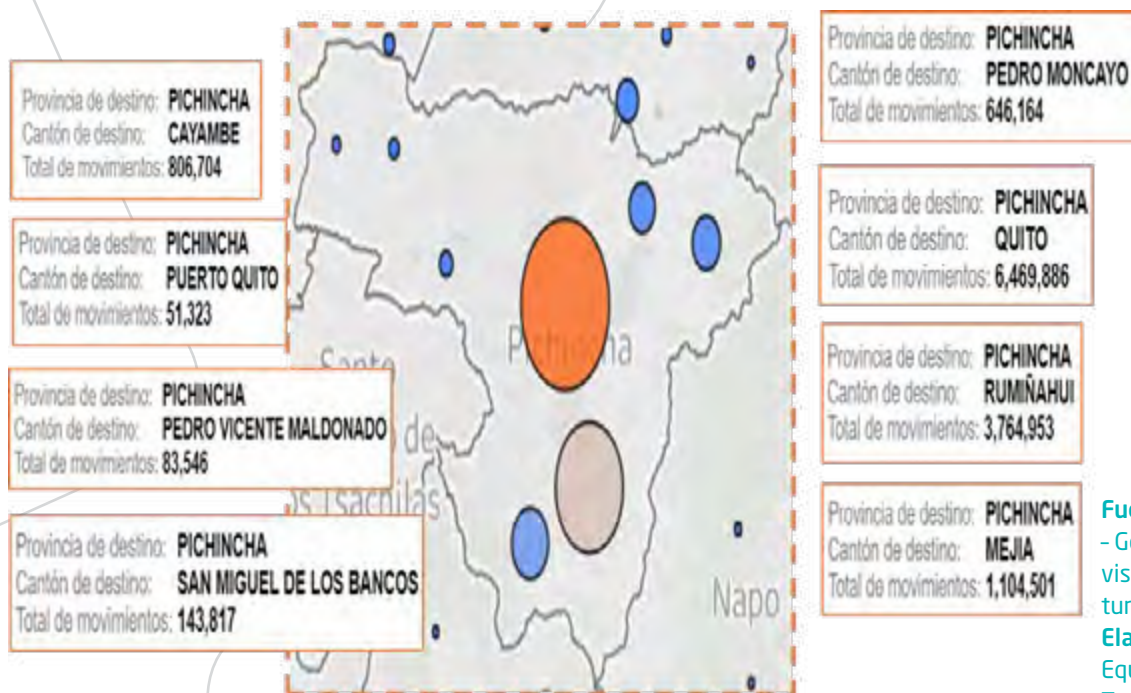 Provincia de destino: PICHINCHA
Cantón de destino: CAYAMBE
Total de movimientos: 806,704
Provincia de destino: PICHINCHA
Cantón de destino: PUERTO QUITO
Total de movimientos: 51,323
Provincia de destino: PICHINCHA
Cantón de destino: PEDRO VICENTE MALDONADO
Total de movimientos: 83,546
Provincia de destino: PICHINCHA
Cantón de destino: SAN MIGUEL DE LOS BANCOS
Total de movimientos: 143,817
Santo
de
os Tsáchilas
Pichincha
Napo
Provincia de destino: PICHINCHA
Cantón de destino: PEDRO MONCAYO
Total de movimientos: 646,164
Provincia de destino: PICHINCHA
Cantón de destino: QUITO
Total de movimientos: 6,469,886
Provincia de destino: PICHINCHA
Cantón de destino: RUMIÑAHUI
Total de movimientos: 3,764,953
Provincia de destino: PICHINCHA
Cantón de destino: MEJIA
Total de movimientos: 1,104,501